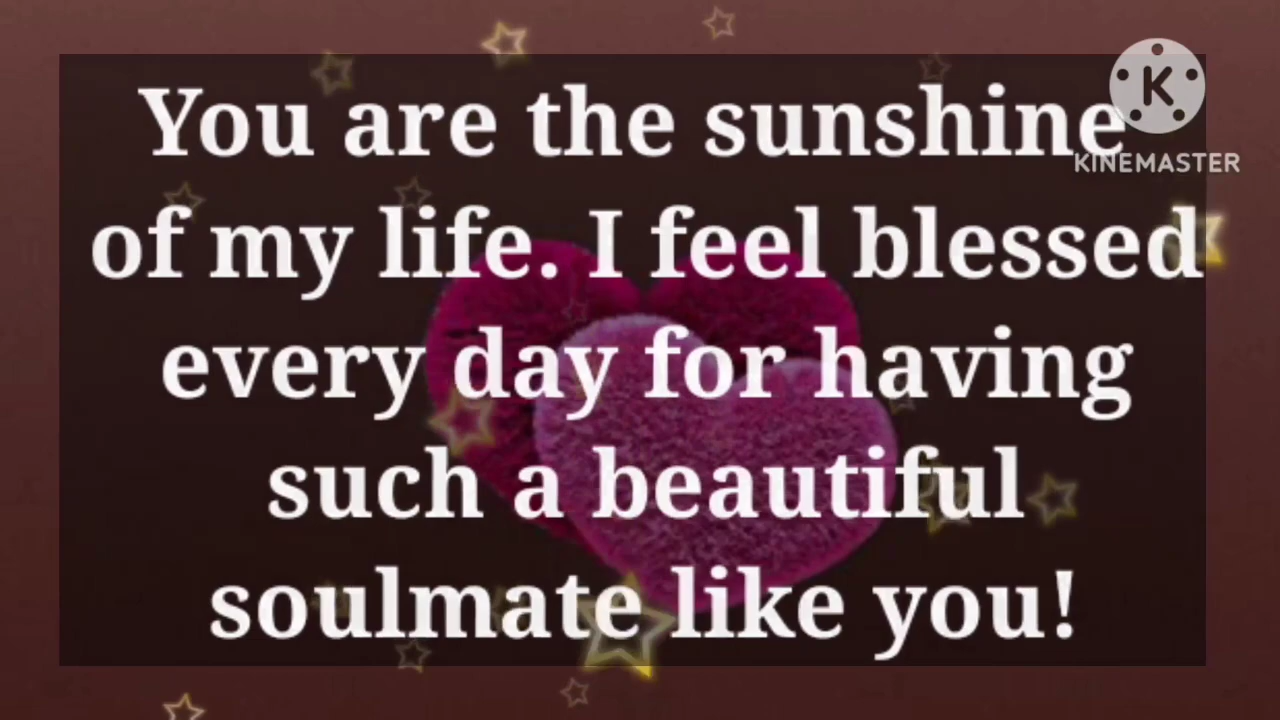 You are the sunshine
of my life. I feel blessed
every day for having
such a beautiful
soulmate like you!
K
KINEMASTER